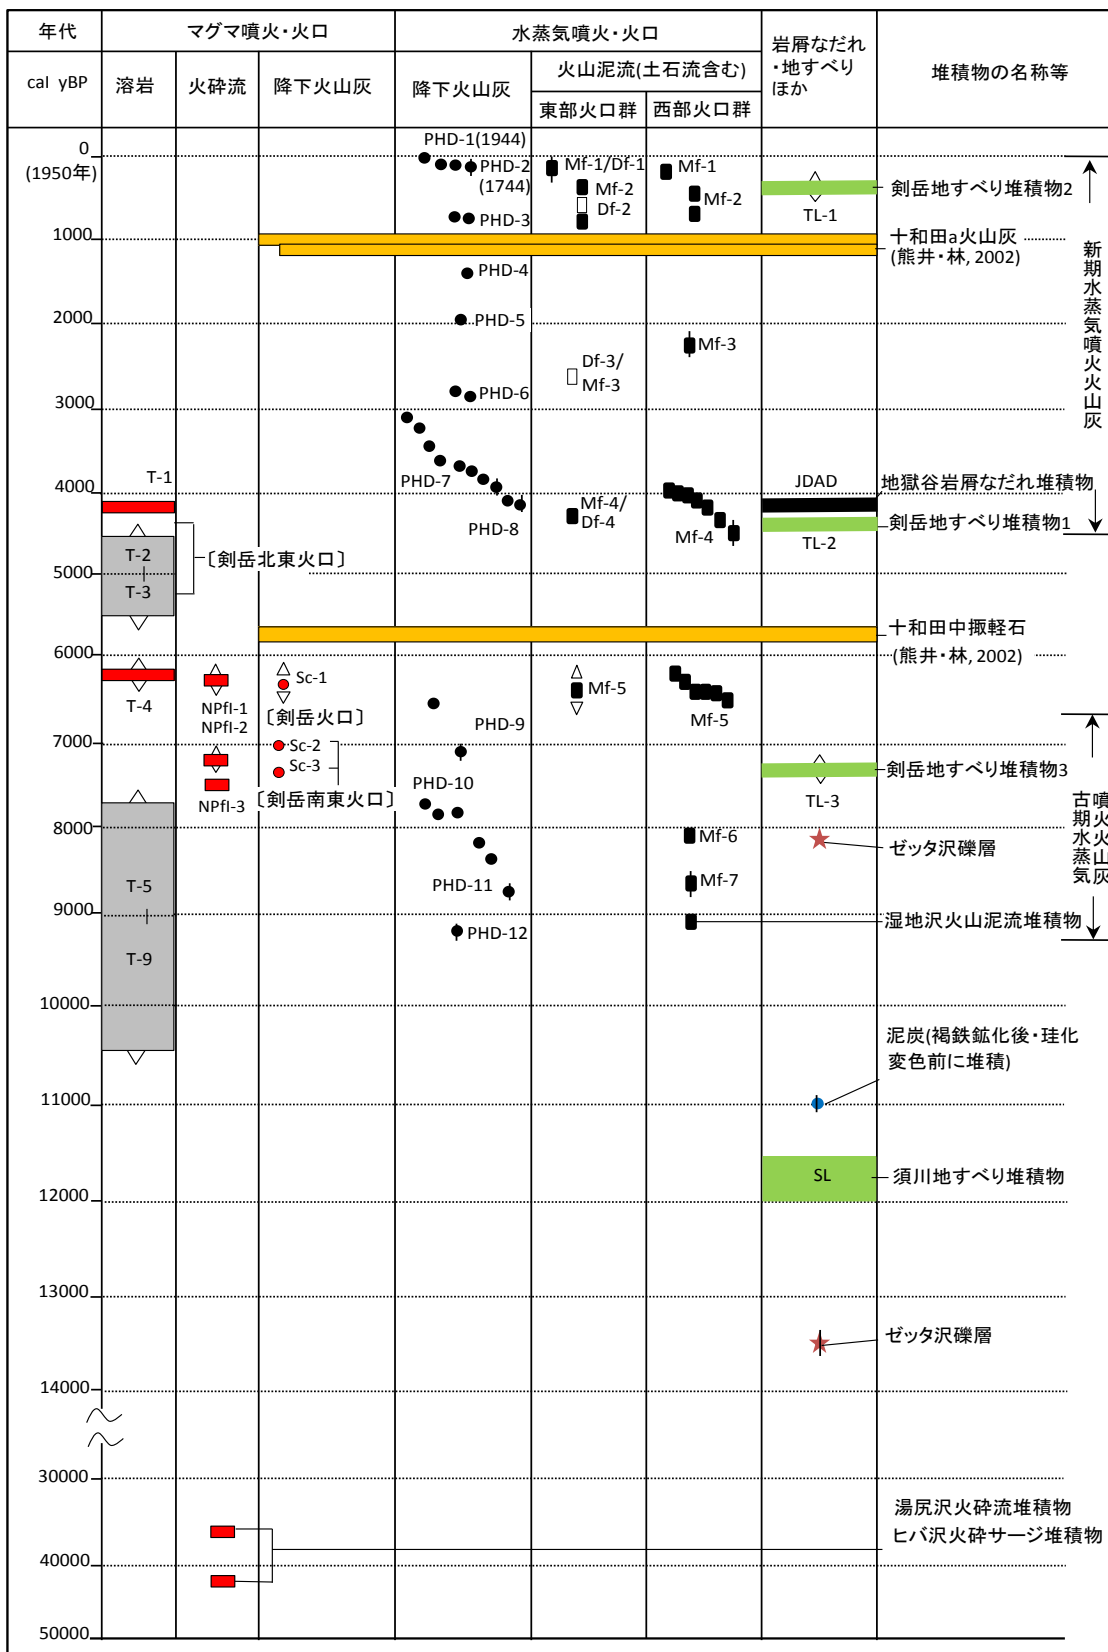 年代
マグマ噴火・火口
水蒸気噴火・火口
岩屑なだれ
・地すべり
ほか
堆積物の名称等
cal yBP
溶岩
火砕流
降下火山灰
降下火山灰
火山泥流(土石流含む)
東部火口群
西部火口群
0
(1950年)
PHD-1(1944)
PHD-2
(1744)
Mf-1/Df-1
Mf-2
Df-2
Mf-1
Mf-2
TL-1
剣岳地すべり堆積物2
PHD-3
1000
十和田a火山灰
(熊井・林, 2002)
新期水蒸気噴火火山灰
PHD-4
2000
PHD-5
Mf-3
Df-3/
Mf-3
PHD-6
3000
T-1
PHD-7
4000
JDAD
地獄谷岩屑なだれ堆積物
Mf-4/
Df-4
PHD-8
Mf-4
剣岳地すべり堆積物1
TL-2
T-2
〔剣岳北東火口〕
5000
T-3
十和田中掫軽石
(熊井・林, 2002)
6000
T-4
NPfl-1
NPfl-2
Sc-1
〔剣岳火口〕
Mf-5
Mf-5
PHD-9
7000
Sc-2
Sc-3
NPfl-3
〔剣岳南東火口〕
PHD-10
TL-3
剣岳地すべり堆積物3
古期水蒸気
噴火火山灰
8000
Mf-6
ゼッタ沢礫層
T-5
PHD-11
Mf-7
9000
PHD-12
湿地沢火山泥流堆積物
T-9
10000
泥炭(褐鉄鉱化後・珪化
変色前に堆積)
11000
SL
須川地すべり堆積物
12000
13000
ゼッタ沢礫層
14000
30000
湯尻沢火砕流堆積物
ヒバ沢火砕サージ堆積物
40000
50000